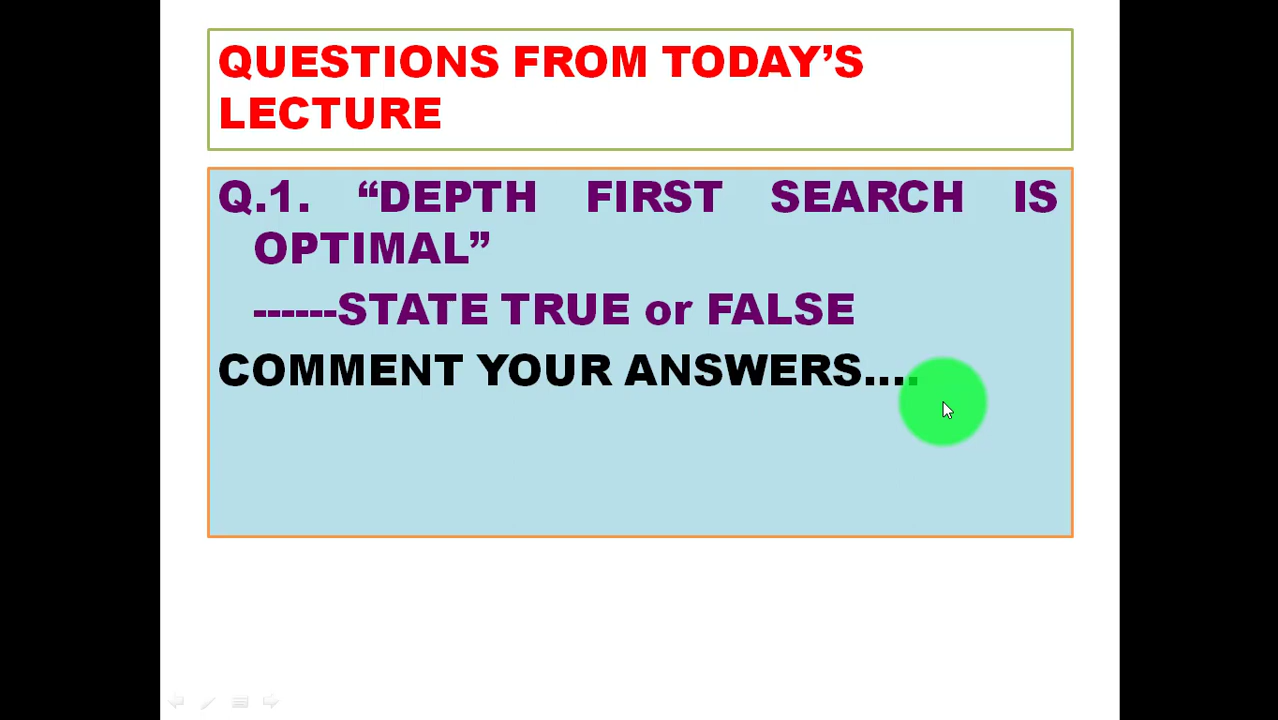 QUESTIONS FROM TODAY’S
LECTURE
Q.1. “DEPTH FIRST SEARCH IS
OPTIMAL”
------STATE TRUE or FALSE
COMMENT YOUR ANSWERS....